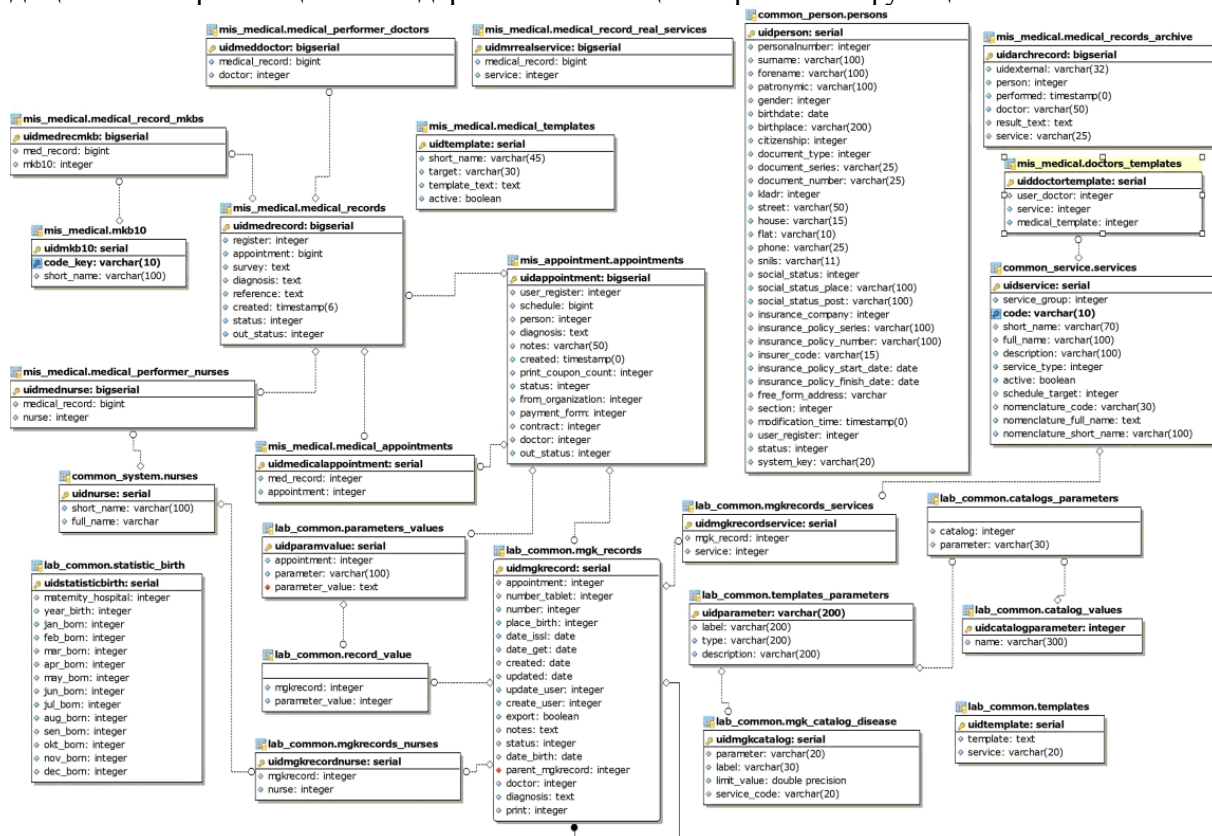 mis_medical.medical_performer_doctors
uidmeddoctor: bigserial
medical_record: bigint
doctor: integer
mis_medical.medical_record_real_services
uidmrrealservice: bigserial
medical_record: bigint
service: integer
common_person.persons
uidperson: serial
personalnumber: integer
surname: varchar(100)
forename: varchar(100)
patronymic: varchar(100)
gender: integer
birthdate: date
birthplace: varchar(200)
citizenship: integer
document_type: integer
document_series: varchar(25)
document_number: varchar(25)
kladr: integer
street: varchar(50)
house: varchar(15)
flat: varchar(10)
phone: varchar(25)
snils: varchar(11)
social_status: integer
social_status_place: varchar(100)
social_status_post: varchar(100)
insurance_company: integer
insurance_policy_series: varchar(100)
insurance_policy_number: varchar(100)
insurer_code: varchar(15)
insurance_policy_start_date: date
insurance_policy_finish_date: date
free_form_address: varchar
section: integer
modification_time: timestamp(0)
user_register: integer
status: integer
system_key: varchar(20)
mis_medical.medical_records_archive
uidarchrecord: bigserial
uidexternal: varchar(32)
person: integer
performed: timestamp(0)
doctor: varchar(50)
result_text: text
service: varchar(25)
mis_medical.medical_record_mkbs
uidmedrecmkb: bigserial
med_record: bigint
mkb10: integer
mis_medical.medical_templates
uidtemplate: serial
short_name: varchar(45)
target: varchar(30)
template_text: text
active: boolean
mis_medical.doctors_templates
uiddoctortemplate: serial
user_doctor: integer
service: integer
medical_template: integer
mis_medical.mkb10
uidmkb10: serial
code_key: varchar(10)
short_name: varchar(100)
mis_medical.medical_records
uidmedrecord: bigserial
register: integer
appointment: bigint
survey: text
diagnosis: text
reference: text
created: timestamp(6)
status: integer
out_status: integer
mis_appointment.appointments
uidappointment: bigserial
user_register: integer
schedule: bigint
person: integer
diagnosis: text
notes: varchar(50)
created: timestamp(0)
print_coupon_count: integer
status: integer
from_organization: integer
payment_form: integer
contract: integer
doctor: integer
out_status: integer
common_service.services
uidservice: serial
service_group: integer
code: varchar(10)
short_name: varchar(70)
full_name: varchar(100)
description: varchar(100)
service_type: integer
active: boolean
schedule_target: integer
nomenclature_code: varchar(30)
nomenclature_full_name: text
nomenclature_short_name: varchar(100)
mis_medical.medical_performer_nurses
uidmednurse: bigserial
medical_record: bigint
nurse: integer
mis_medical.medical_appointments
uidmedicalappointment: serial
med_record: integer
appointment: integer
common_system.nurses
uidnurse: serial
short_name: varchar(100)
full_name: varchar
lab_common.parameters_values
uidparamvalue: serial
appointment: integer
parameter: varchar(100)
parameter_value: text
lab_common.mgkrecords_services
uidmgkrecordservice: serial
mgk_record: integer
service: integer
lab_common.catalogs_parameters
catalog: integer
parameter: varchar(30)
lab_common.statistic_birth
uidstatisticbirth: serial
maternity_hospital: integer
year_birth: integer
jan_born: integer
feb_born: integer
mar_born: integer
apr_born: integer
may_born: integer
jun_born: integer
jul_born: integer
aug_born: integer
sen_born: integer
okt_born: integer
nov_born: integer
dec_born: integer
lab_common.mgk_records
uidmgkrecord: serial
appointment: integer
number_tablet: integer
number: integer
place_birth: integer
date_issl: date
date_get: date
created: date
updated: date
update_user: integer
create_user: integer
export: boolean
notes: text
status: integer
date_birth: date
parent_mgkrecord: integer
doctor: integer
diagnosis: text
print: integer
lab_common.templates_parameters
uidparameter: varchar(200)
label: varchar(200)
type: varchar(200)
description: varchar(200)
lab_common.catalog_values
uidcatalogparameter: integer
name: varchar(300)
lab_common.record_value
mgkrecord: integer
parameter_value: integer
lab_common.mgk_catalog_disease
uidmgkcatalog: serial
parameter: varchar(20)
label: varchar(30)
limit_value: double precision
service_code: varchar(20)
lab_common.templates
uidtemplate: serial
template: text
service: varchar(20)
lab_common.mgkrecords_nurses
uidmgkrecordnurse: serial
mgkrecord: integer
nurse: integer